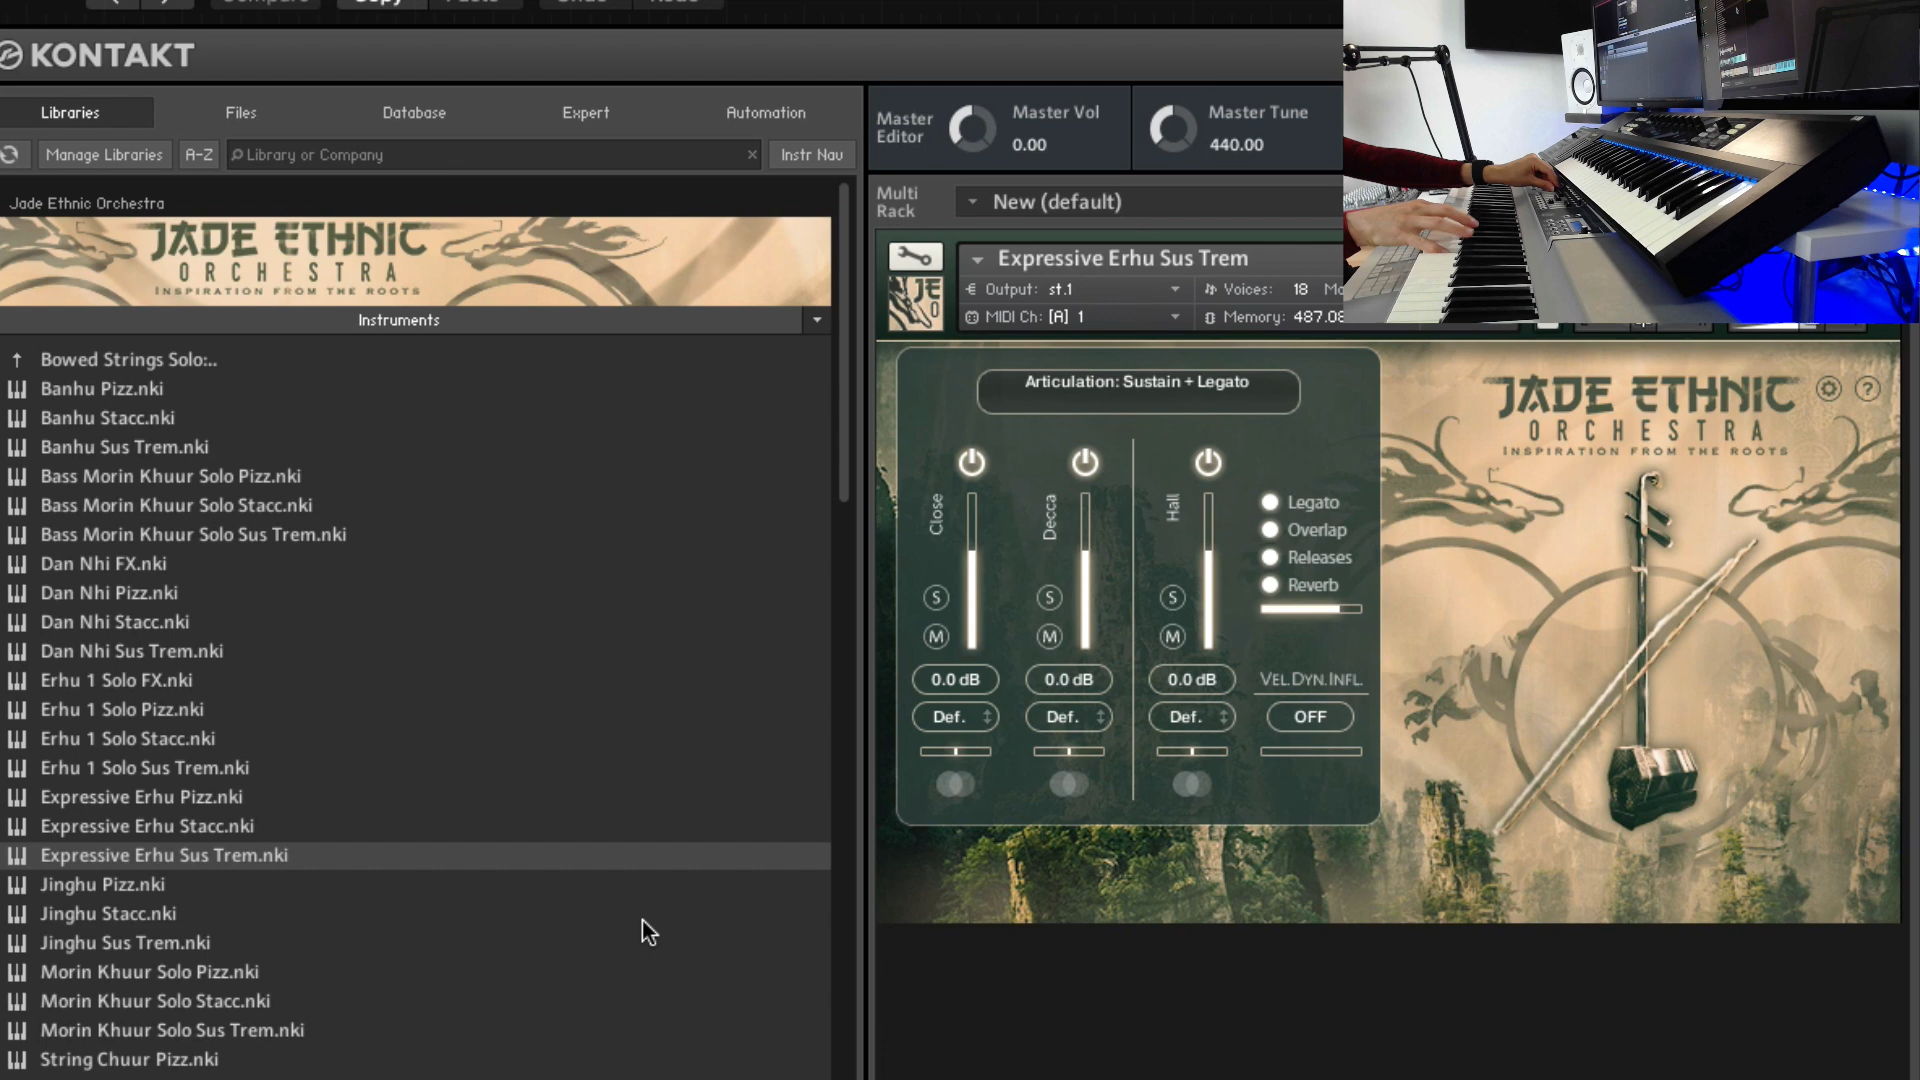 Copy
KONTAKT
Libraries
Files
Database
Expert
Automation
Manage Libraries
A-Z
Library or Company
×
Instr Nav
Master Editor
Master Vol
0.00
Master Tune
440.00
Jade Ethnic Orchestra
JADE ETHNIC
ORCHESTRA
INSPIRATION FROM THE ROOTS
Instruments
Multi Rack
New (default)
Expressive Erhu Sus Trem
Output: st.1
Voices: 18
MIDI Ch: [A] 1
Memory: 487.08
Bowed Strings Solo:..
Banhu Pizz.nki
Banhu Stacc.nki
Banhu Sus Trem.nki
Bass Morin Khuur Solo Pizz.nki
Bass Morin Khuur Solo Stacc.nki
Bass Morin Khuur Solo Sus Trem.nki
Dan Nhi FX.nki
Dan Nhi Pizz.nki
Dan Nhi Stacc.nki
Dan Nhi Sus Trem.nki
Erhu 1 Solo FX.nki
Erhu 1 Solo Pizz.nki
Erhu 1 Solo Stacc.nki
Erhu 1 Solo Sus Trem.nki
Expressive Erhu Pizz.nki
Expressive Erhu Stacc.nki
Expressive Erhu Sus Trem.nki
Jinghu Pizz.nki
Jinghu Stacc.nki
Jinghu Sus Trem.nki
Morin Khuur Solo Pizz.nki
Morin Khuur Solo Stacc.nki
Morin Khuur Solo Sus Trem.nki
String Chuur Pizz.nki
Articulation: Sustain + Legato
Close
Decca
Hall
Legato
Overlap
Releases
Reverb
S
S
S
M
M
M
0.0 dB
0.0 dB
0.0 dB
VEL.DYN.INFL.
Def.
Def.
Def.
OFF
JADE ETHNIC
ORCHESTRA
INSPIRATION FROM THE ROOTS
?